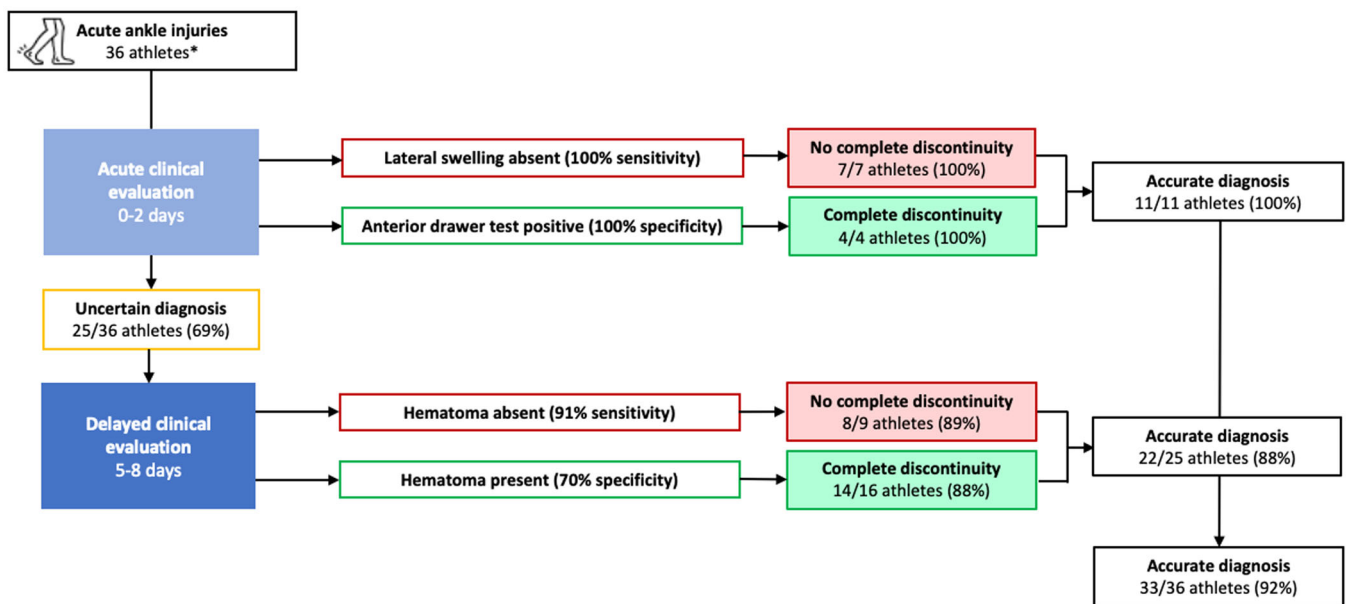 Acute ankle injuries
36 athletes*
Acute clinical
evaluation
0-2 days
Lateral swelling absent (100% sensitivity)
No complete discontinuity
7/7 athletes (100%)
Accurate diagnosis
11/11 athletes (100%)
Anterior drawer test positive (100% specificity)
Complete discontinuity
4/4 athletes (100%)
Uncertain diagnosis
25/36 athletes (69%)
Delayed clinical
evaluation
5-8 days
Hematoma absent (91% sensitivity)
No complete discontinuity
8/9 athletes (89%)
Accurate diagnosis
22/25 athletes (88%)
Hematoma present (70% specificity)
Complete discontinuity
14/16 athletes (88%)
Accurate diagnosis
33/36 athletes (92%)